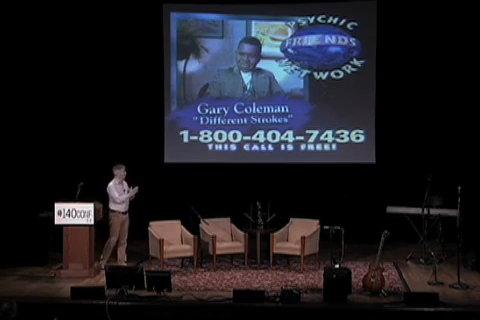 PSYCHIC
FRIENDS
NETWORK
Gary Coleman
"Different Strokes"
1-800-404-7436
THIS CALL IS FREE!
#140CONF